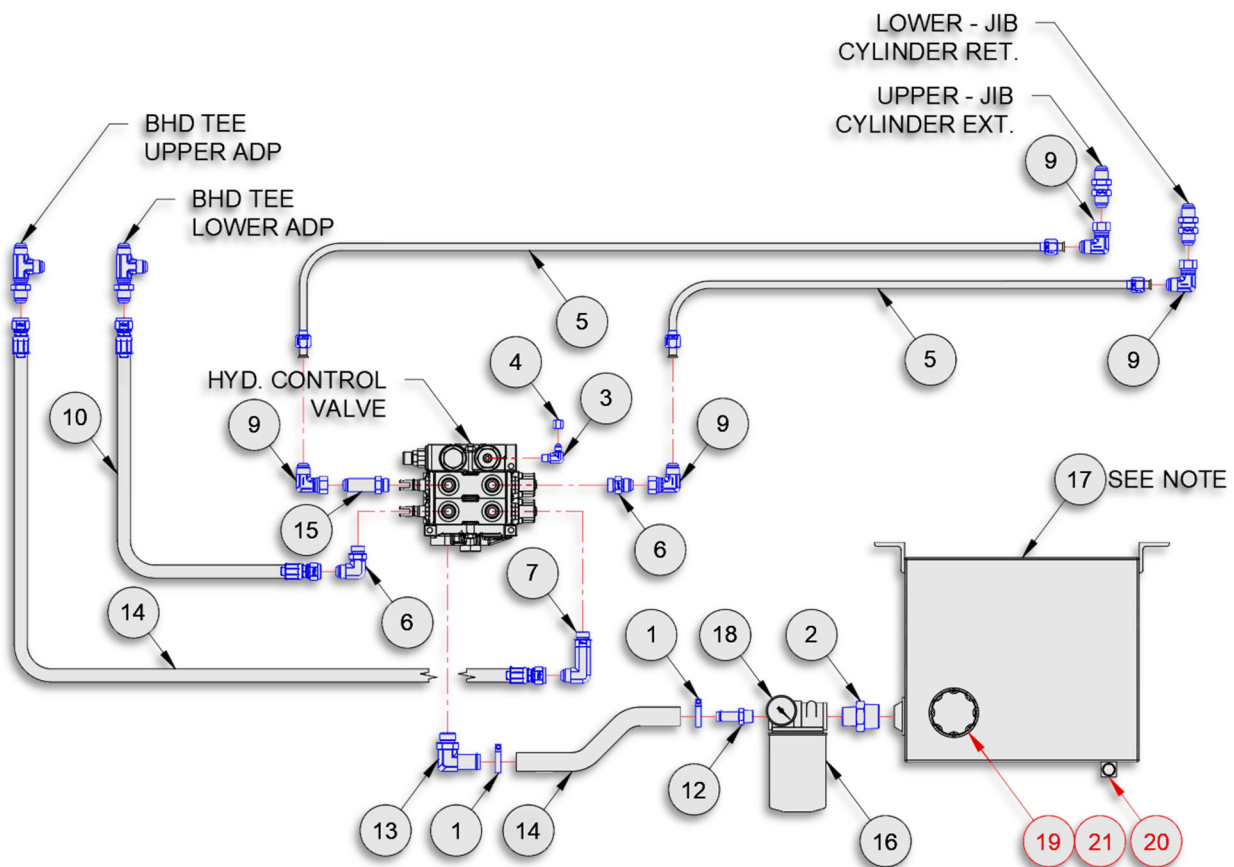 LOWER - JIB
CYLINDER RET.
UPPER - JIB
CYLINDER EXT.
BHD TEE
UPPER ADP
9
BHD TEE
LOWER ADP
5
5
9
4
HYD. CONTROL
VALVE
3
10
9
9
17 SEE NOTE
15
6
7
6
14
1
18
2
12
13
1
14
16
19
21
20